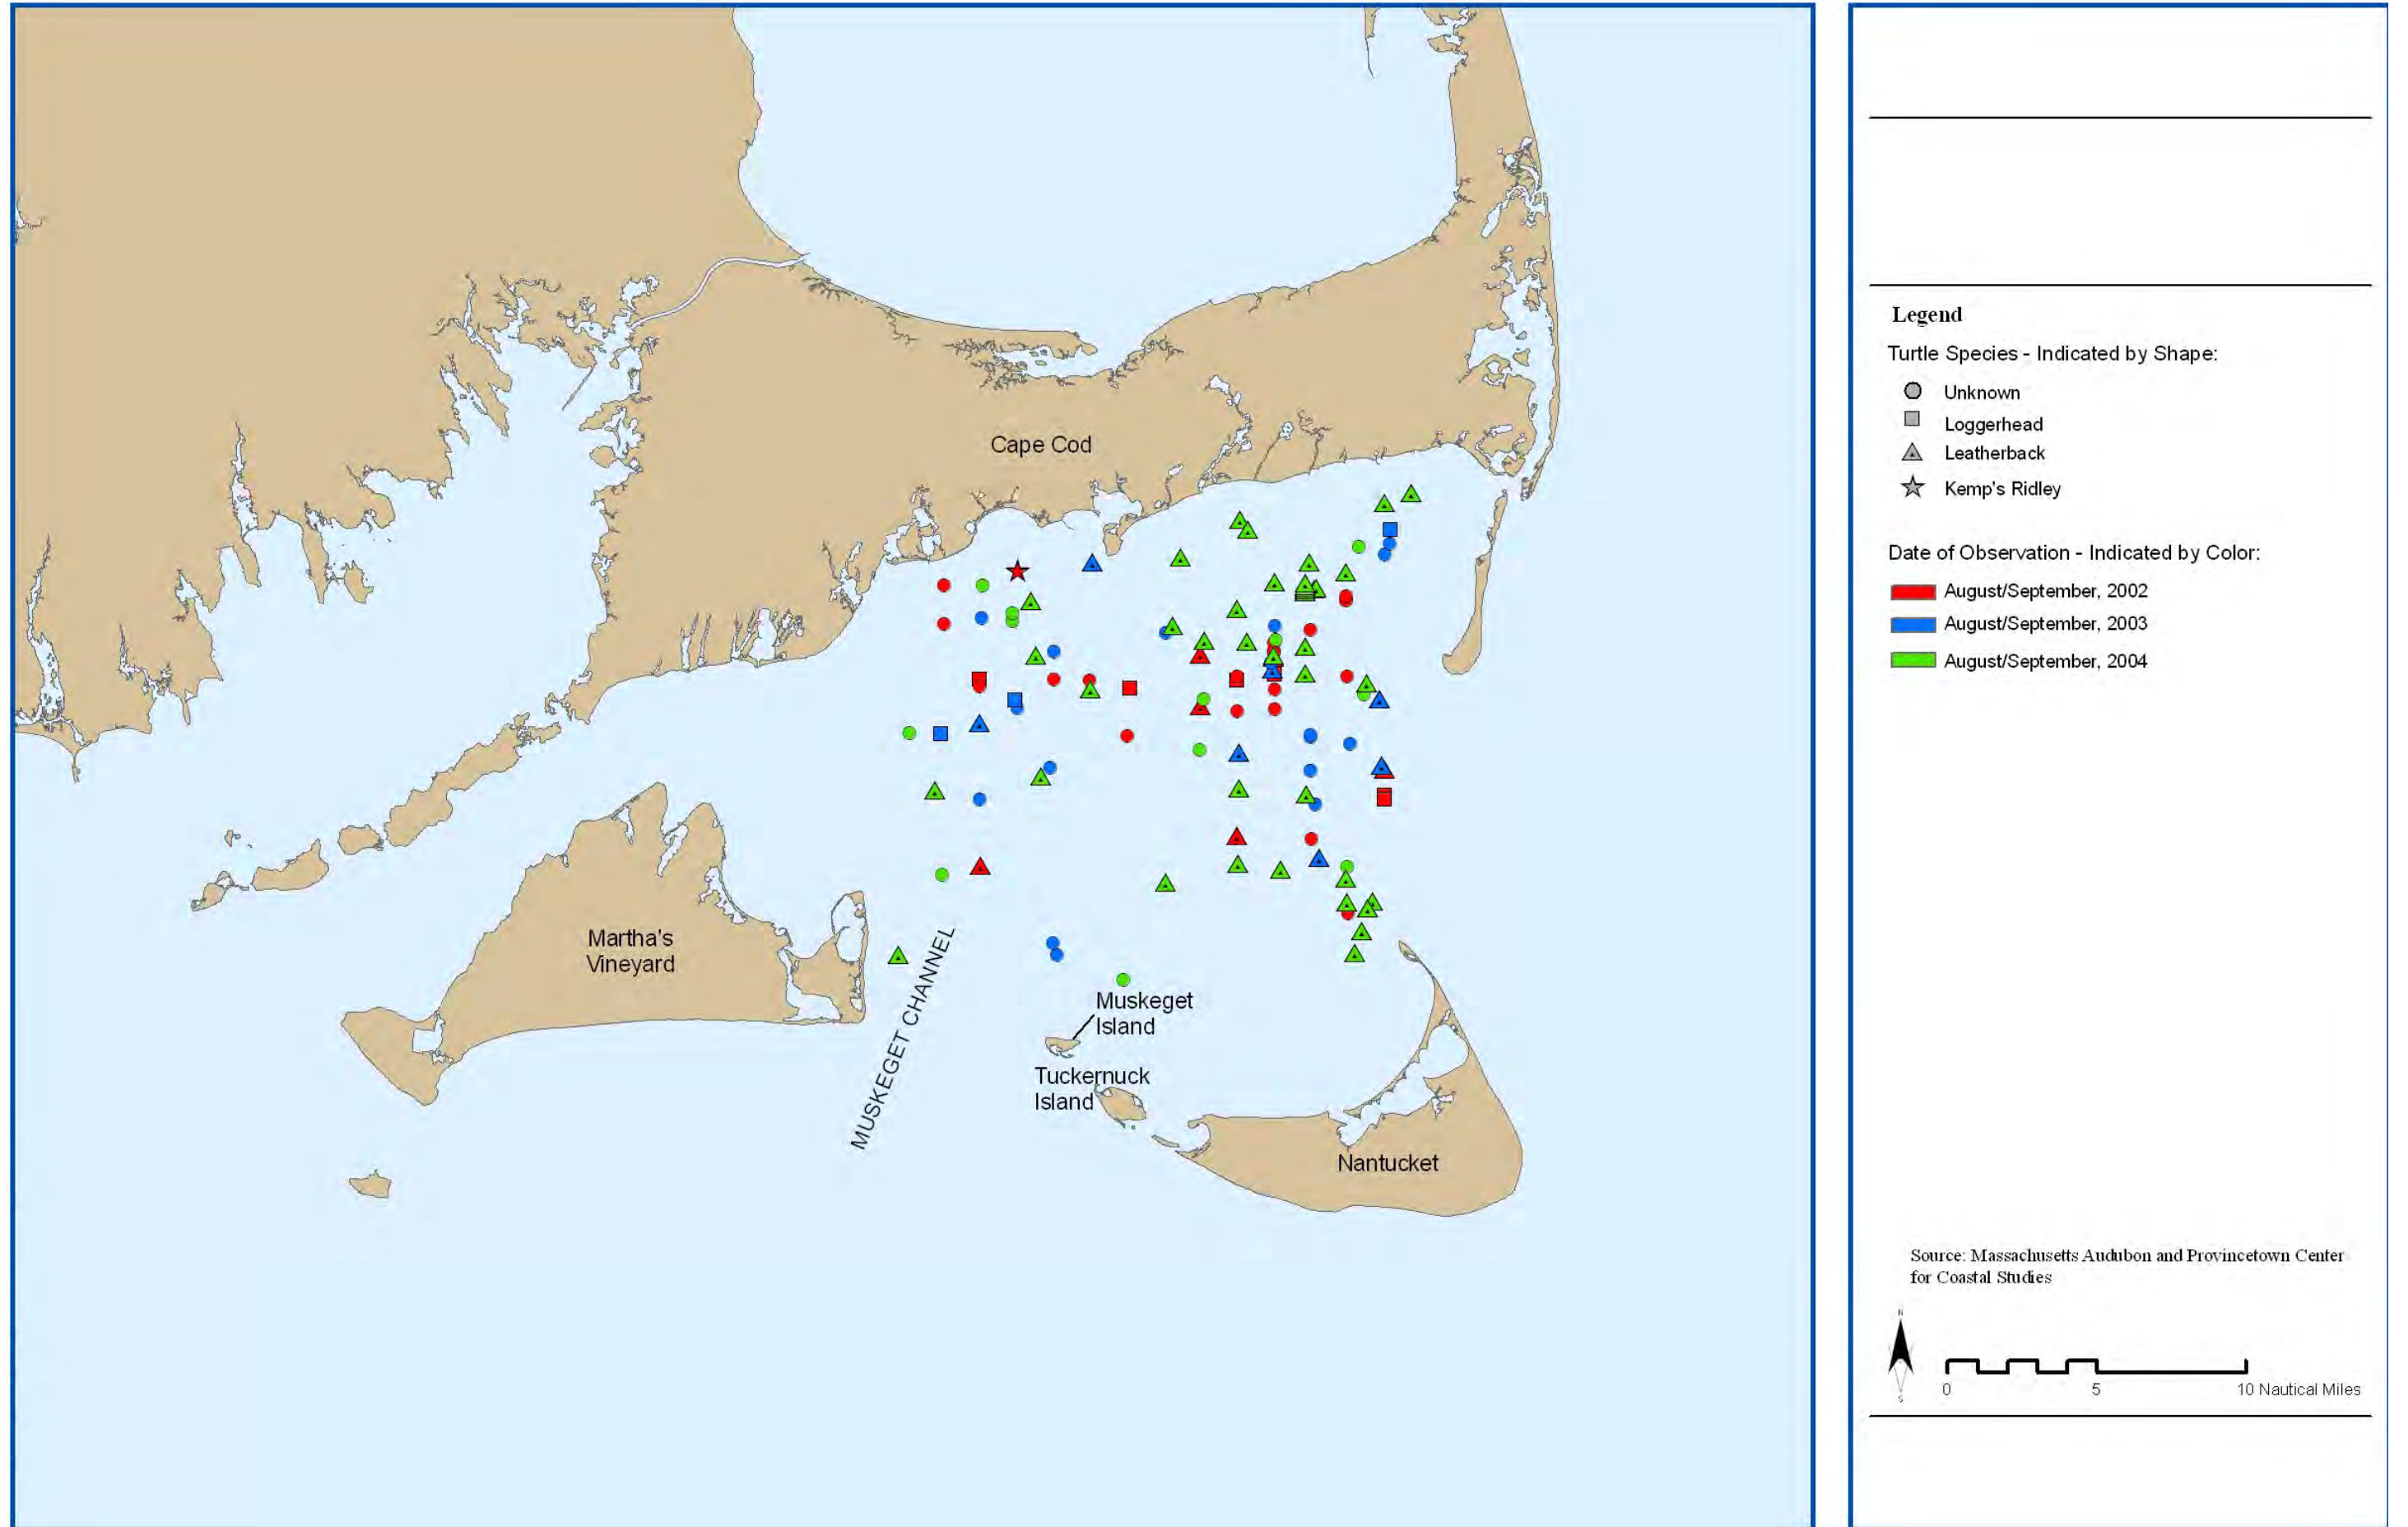 Cape Cod
Martha's
Vineyard
MUSKEGET CHANNEL
Muskeget
Island
Tuckernuck
Island
Nantucket
Legend
Turtle Species - Indicated by Shape:
Unknown
Loggerhead
Leatherback
Kemp's Ridley
Date of Observation - Indicated by Color:
August/September, 2002
August/September, 2003
August/September, 2004
Source: Massachusetts Audubon and Provincetown Center
for Coastal Studies
N
S
0 5 10 Nautical Miles